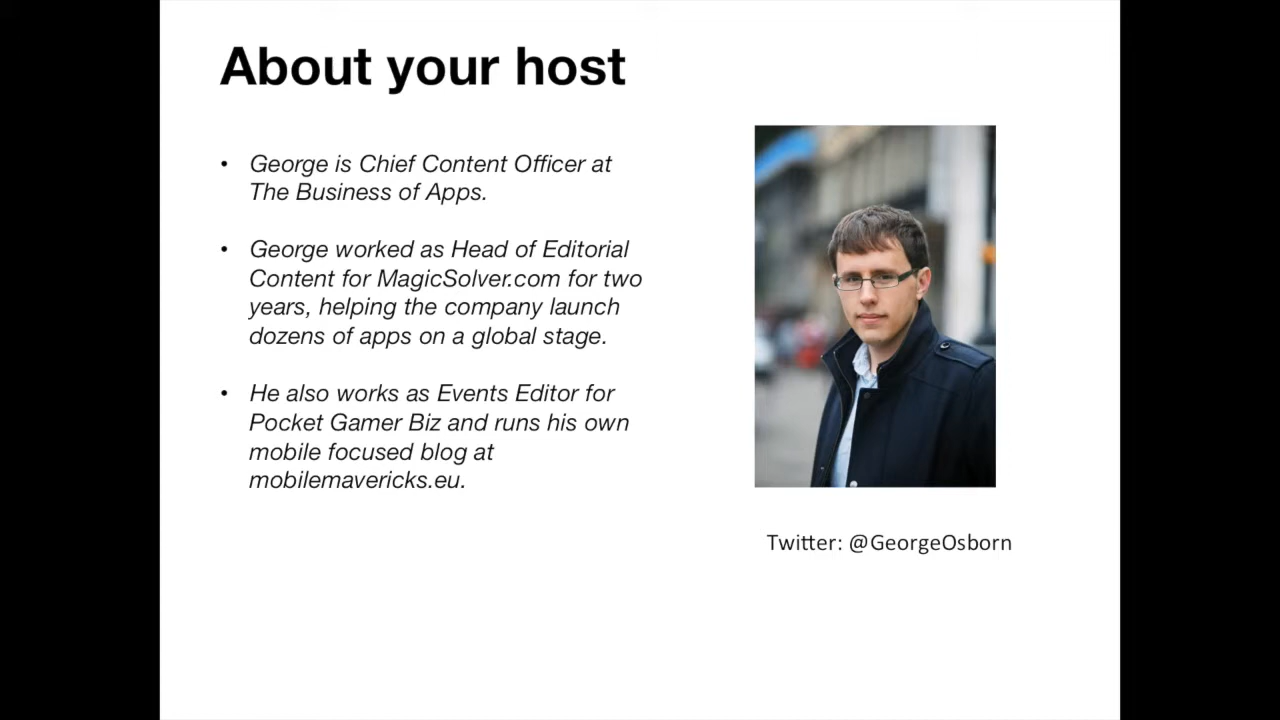 About your host
• George is Chief Content Officer at
The Business of Apps.
• George worked as Head of Editorial
Content for MagicSolver.com for two
years, helping the company launch
dozens of apps on a global stage.
• He also works as Events Editor for
Pocket Gamer Biz and runs his own
mobile focused blog at
mobilemavericks.eu.
Twitter: @GeorgeOsborn